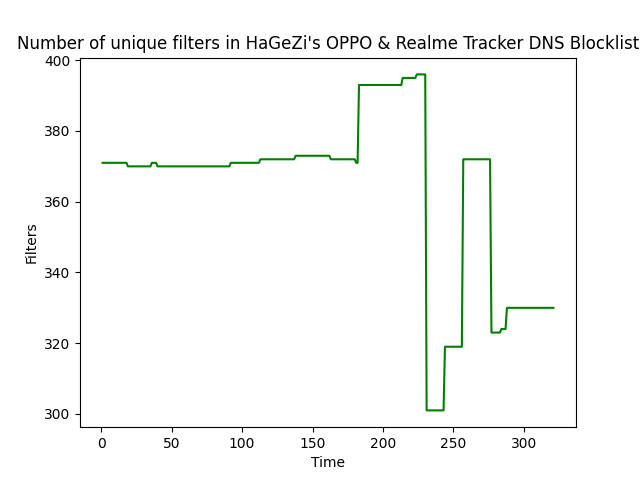 Number of unique filters in HaGeZi's OPPO & Realme Tracker DNS Blocklist
400
380
360
340
320
300
Filters
0 50 100 150 200 250 300
Time